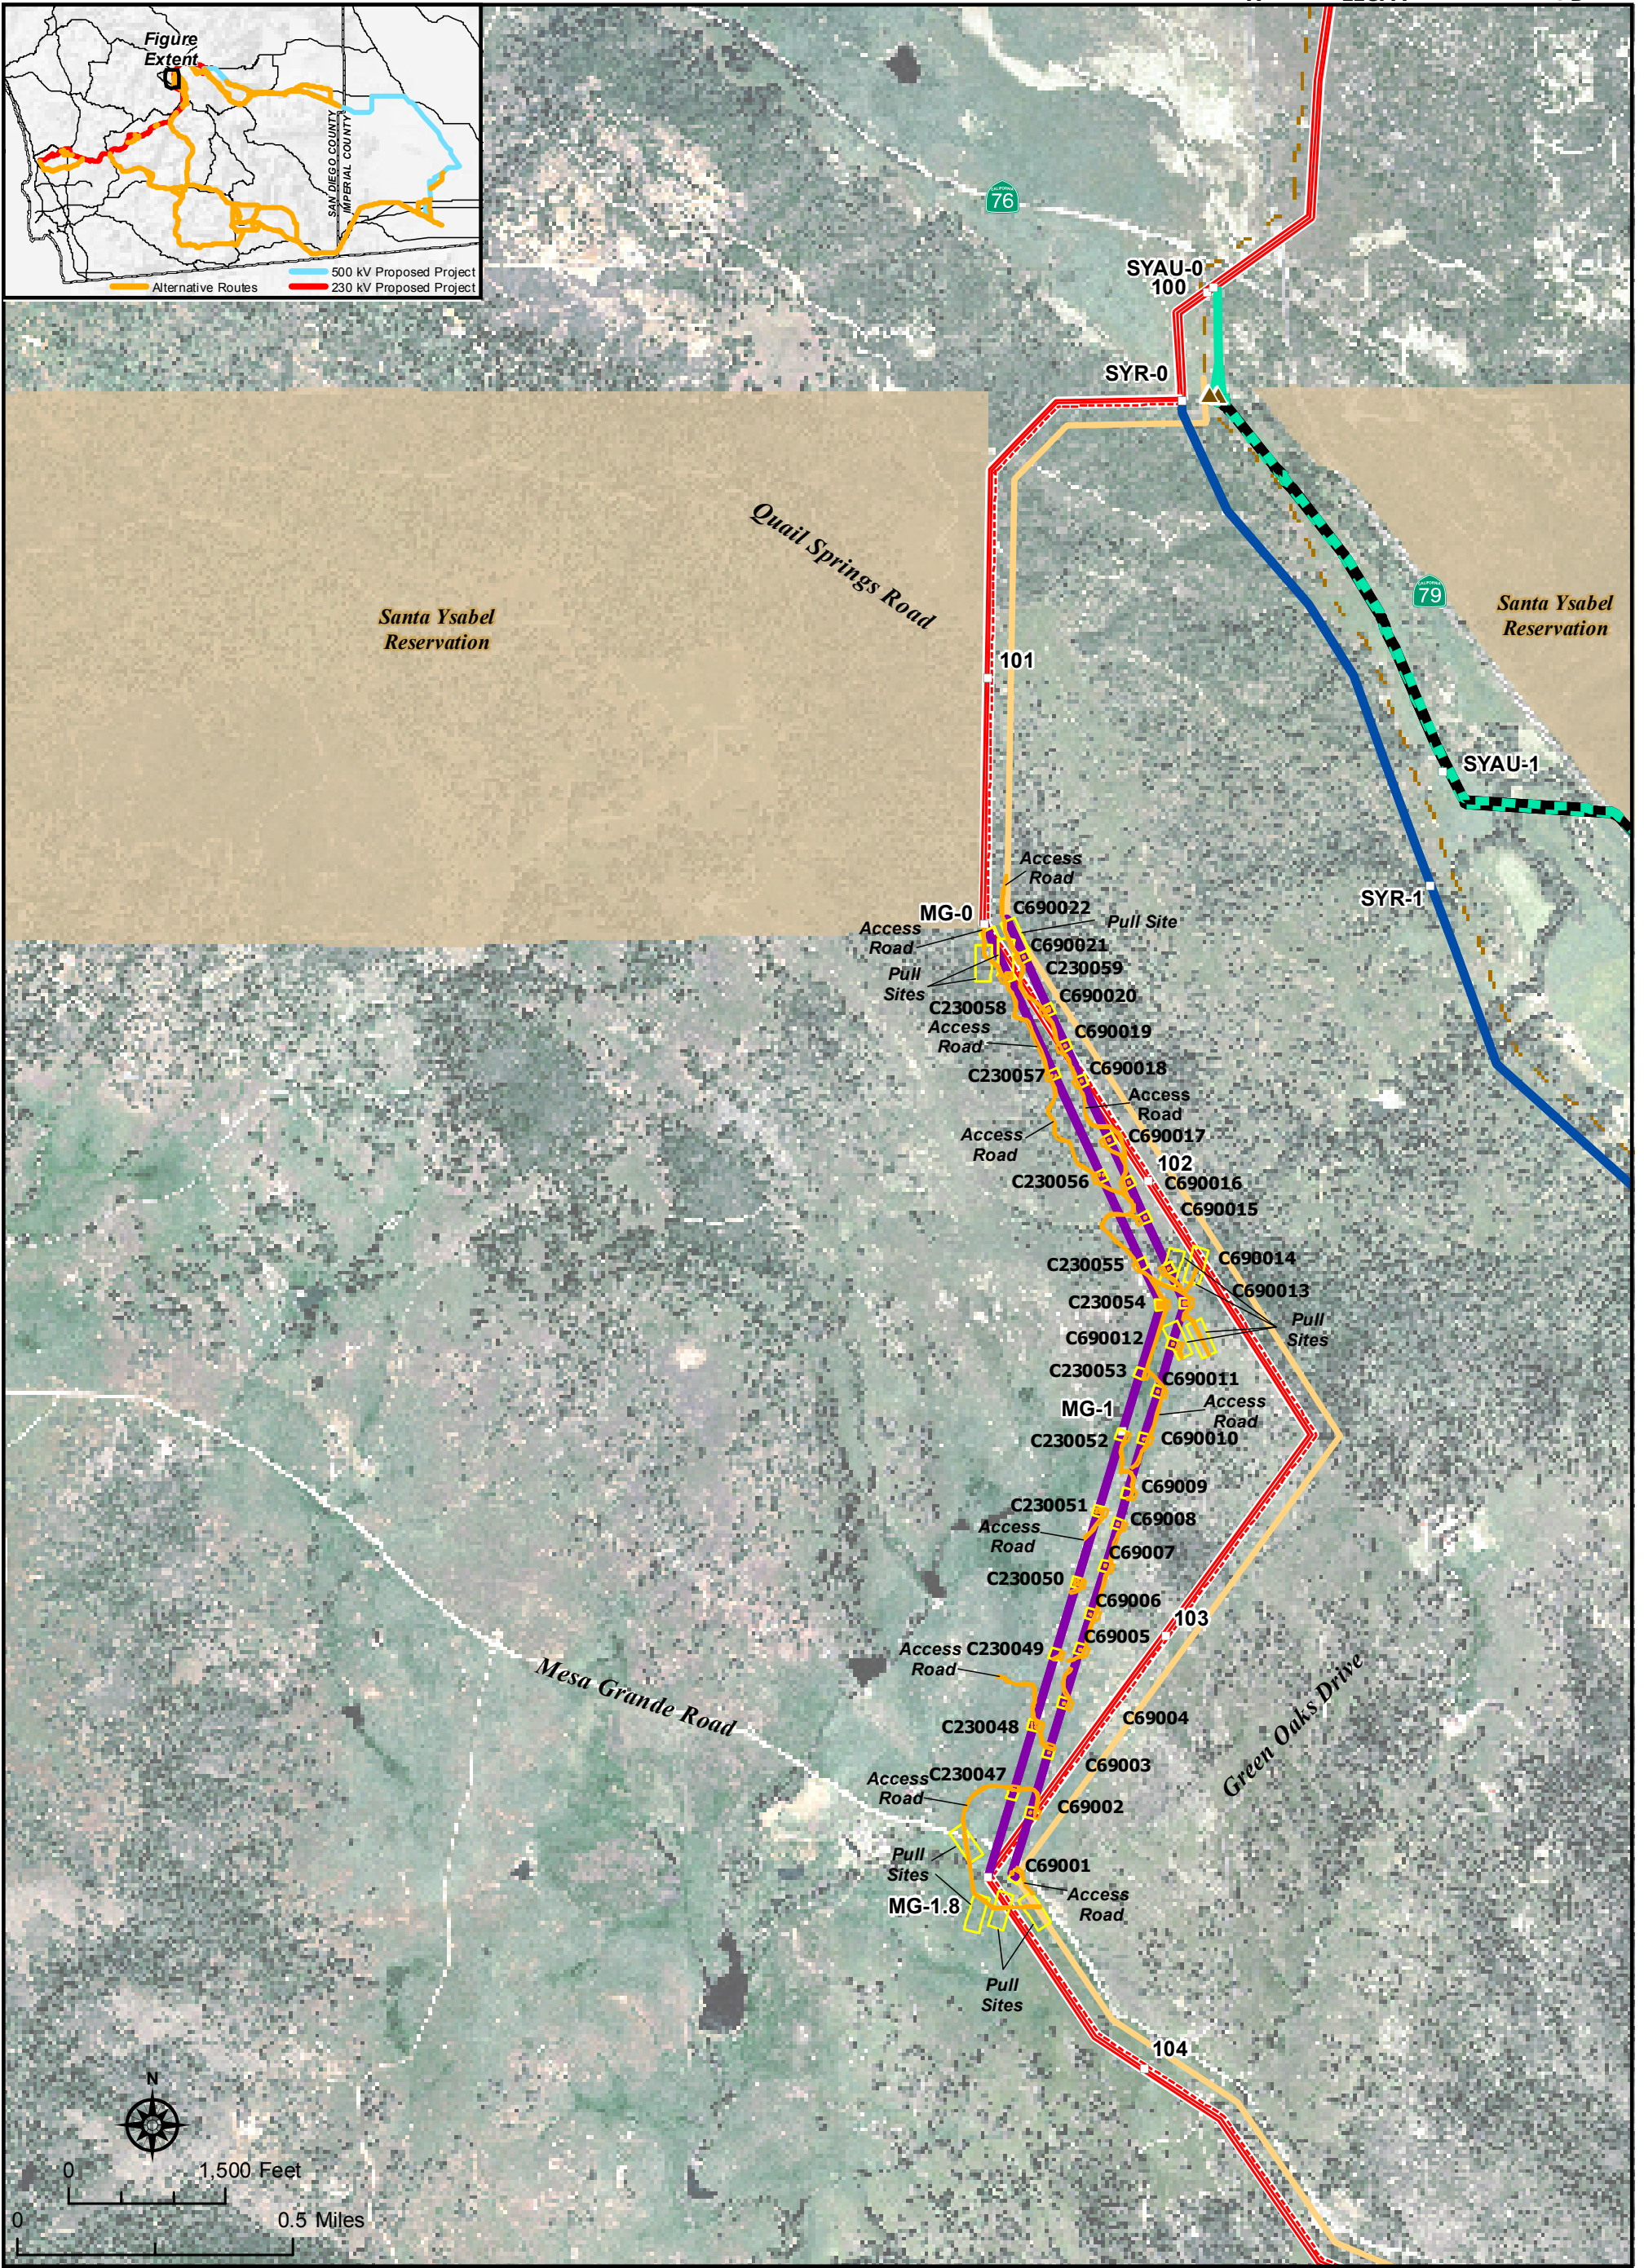 Figure
Extent
SAN DIEGO COUNTY
IMPERIAL COUNTY
500 kV Proposed Project
Alternative Routes
230 kV Proposed Project
CALIFORNIA
76
SYAU-0
100
SYR-0
Quail Springs Road
CALIFORNIA
79
Santa Ysabel
Reservation
Santa Ysabel
Reservation
101
SYAU-1
SYR-1
Access
Road
MG-0
C690022
Pull Site
Access
Road
C690021
Pull
Sites
C230059
C690020
C230058
Access
Road
C690019
C690018
C230057
Access
Road
Access
Road
C690017
102
C230056
C690016
C690015
C690014
C230055
C690013
C230054
Pull
Sites
C690012
C230053
C690011
MG-1
Access
Road
C230052
C690010
C69009
C230051
C69008
Access
Road
C69007
C230050
C69006
103
C69005
Access
Road
C230049
Mesa Grande Road
Green Oaks Drive
C69004
C230048
C69003
C230047
Access
Road
C69002
Pull
Sites
C69001
MG-1.8
Access
Road
Pull
Sites
104
N
0
1,500 Feet
0
0.5 Miles